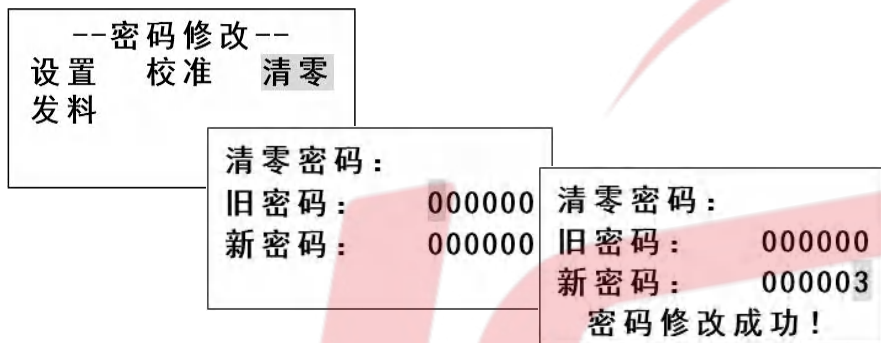 --密码修改--
设置 校准 清零
发料
清零密码：
旧密码： 000000
新密码： 000000
清零密码：
旧密码： 000000
新密码： 000003
密码修改成功！